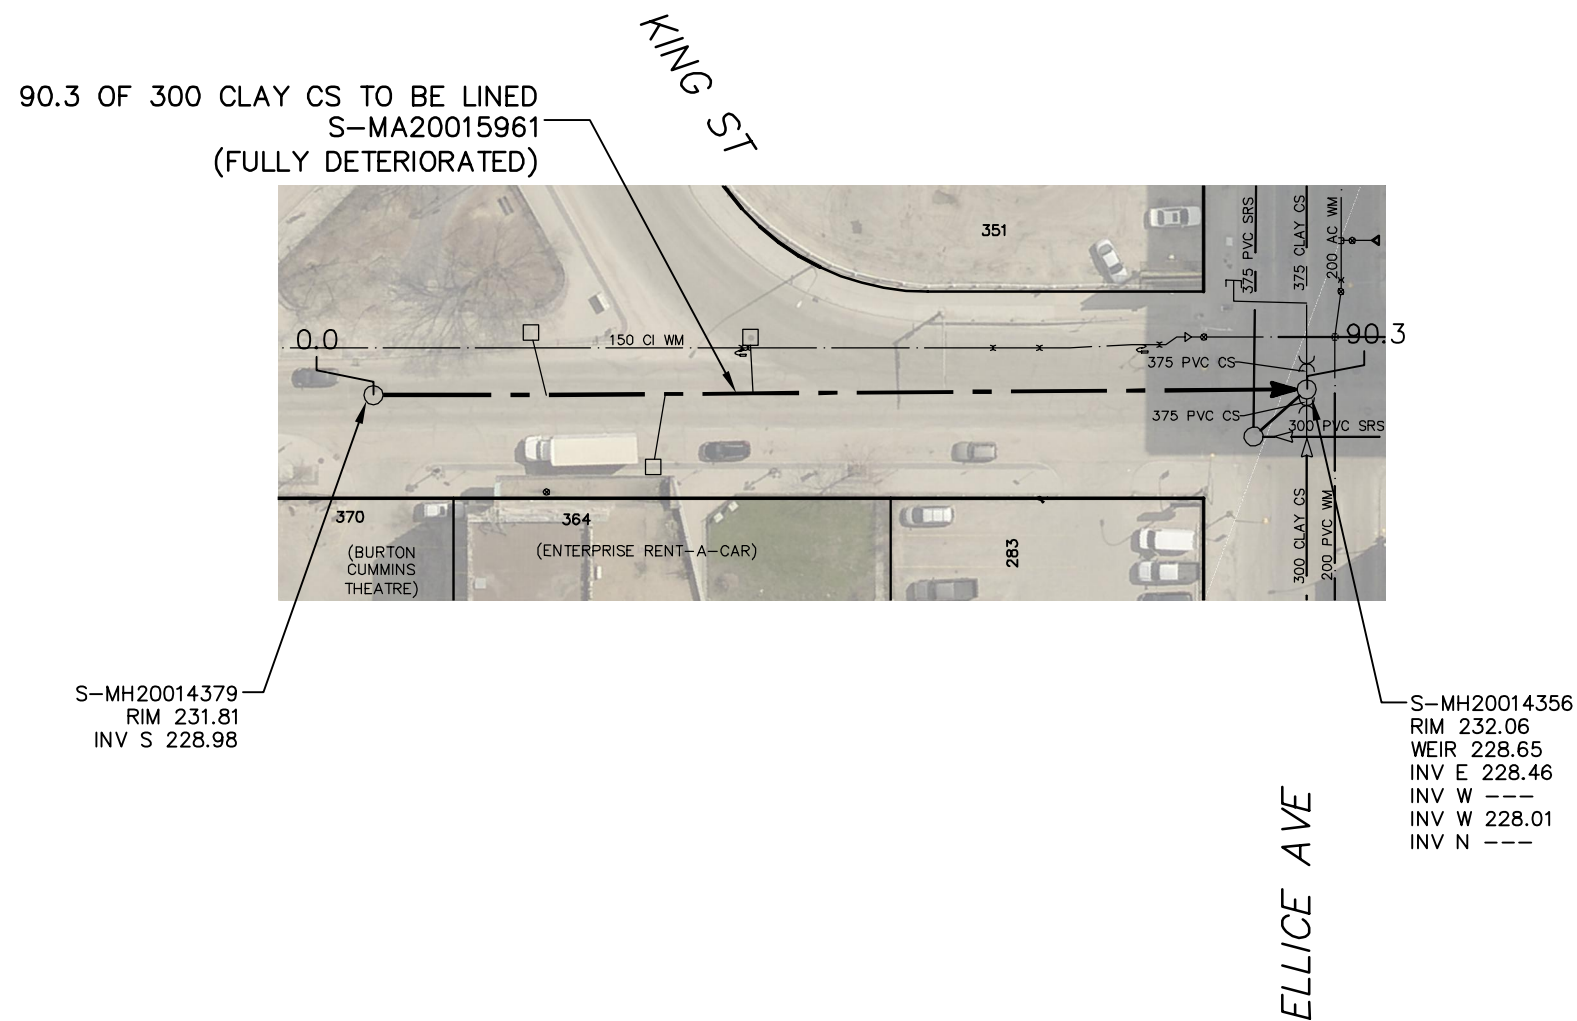 KING ST
90.3 OF 300 CLAY CS TO BE LINED
S-MA20015961
(FULLY DETERIORATED)
351
375 PVC SRS
375 CLAY CS
200 AC WM
0.0
150 CI WM
90.3
375 PVC CS
375 PVC CS
300 PVC SRS
370
(BURTON
CUMMINS
THEATRE)
364
(ENTERPRISE RENT-A-CAR)
283
300 CLAY CS
200 PVC WM
S-MH20014379
RIM 231.81
INV S 228.98
S-MH20014356
RIM 232.06
WEIR 228.65
INV E 228.46
INV W ---
INV W 228.01
INV N ---
ELLICE AVE